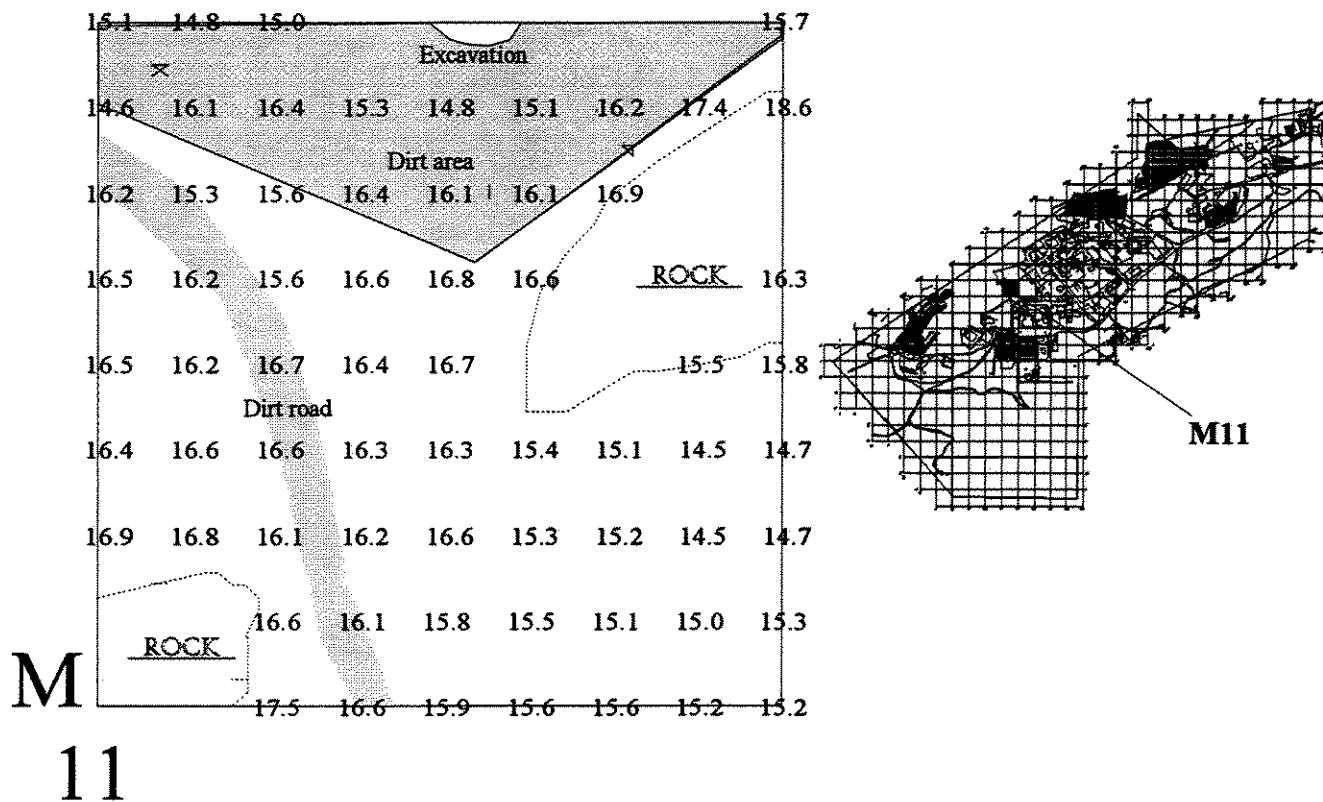 15.1 14.8 15.0 15.7
Excavation
14.6 16.1 16.4 15.3 14.8 15.1 16.2 17.4 18.6
Dirt area
16.2 15.3 15.6 16.4 16.1 16.1 16.9
16.5 16.2 15.6 16.6 16.8 16.6 ROCK 16.3
16.5 16.2 16.7 16.4 16.7 15.5 15.8
Dirt road
M11
16.4 16.6 16.6 16.3 16.3 15.4 15.1 14.5 14.7
16.9 16.8 16.1 16.2 16.6 15.3 15.2 14.5 14.7
16.6 16.1 15.8 15.5 15.1 15.0 15.3
ROCK
M
17.5 16.6 15.9 15.6 15.6 15.2 15.2
11